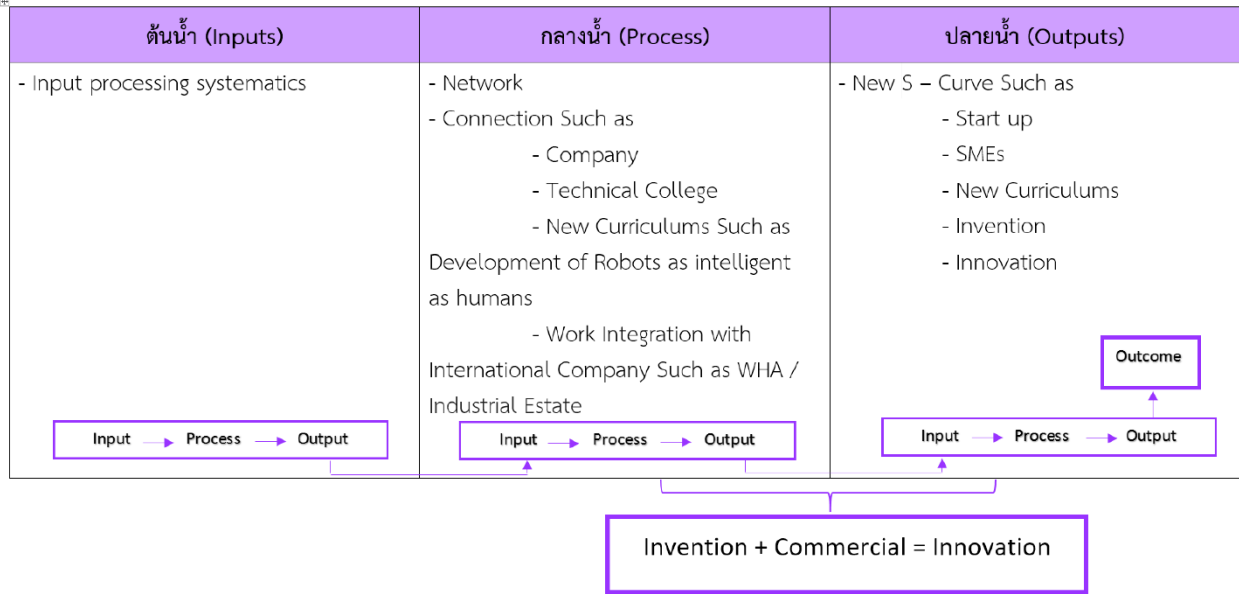 ต้นน้ำ (Inputs)
กลางน้ำ (Process)
ปลายน้ำ (Outputs)
- Input processing systematics
- Network
- Connection Such as
- Company
- Technical College
- New Curriculums Such as
Development of Robots as intelligent
as humans
- Work Integration with
International Company Such as WHA /
Industrial Estate
- New S – Curve Such as
- Start up
- SMEs
- New Curriculums
- Invention
- Innovation
Outcome
Input Process Output
Input Process Output
Input Process Output
Invention + Commercial = Innovation